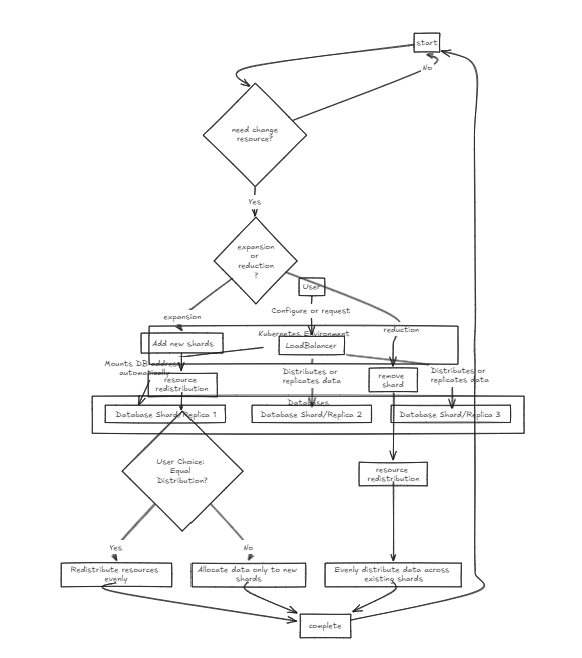 start
No
need change
resource?
Yes
expansion
or
reduction
?
User
Configure or request
expansion
reduction
Kubernetes Environment
Add new shards
LoadBalancer
Mounts DB address
automatically
Distributes or
replicates data
Distributes or
replicates data
resource
redistribution
remove
shard
Databases
Database Shard/Replica 1
Database Shard/Replica 2
Database Shard/Replica 3
User Choice:
Equal
Distribution?
resource
redistribution
Yes
No
Redistribute resources
evenly
Allocate data only to new
shards
Evenly distribute data across
existing shards
complete